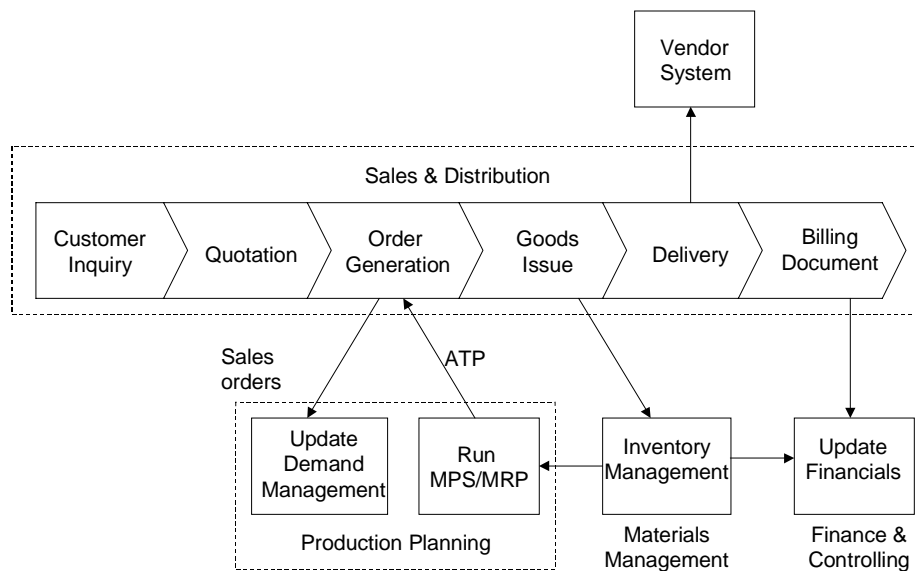 Vendor
System
Sales & Distribution
Customer
Inquiry
Quotation
Order
Generation
Goods
Issue
Delivery
Billing
Document
Sales
orders
ATP
Update
Demand
Management
Run
MPS/MRP
Inventory
Management
Update
Financials
Production Planning
Materials
Management
Finance &
Controlling